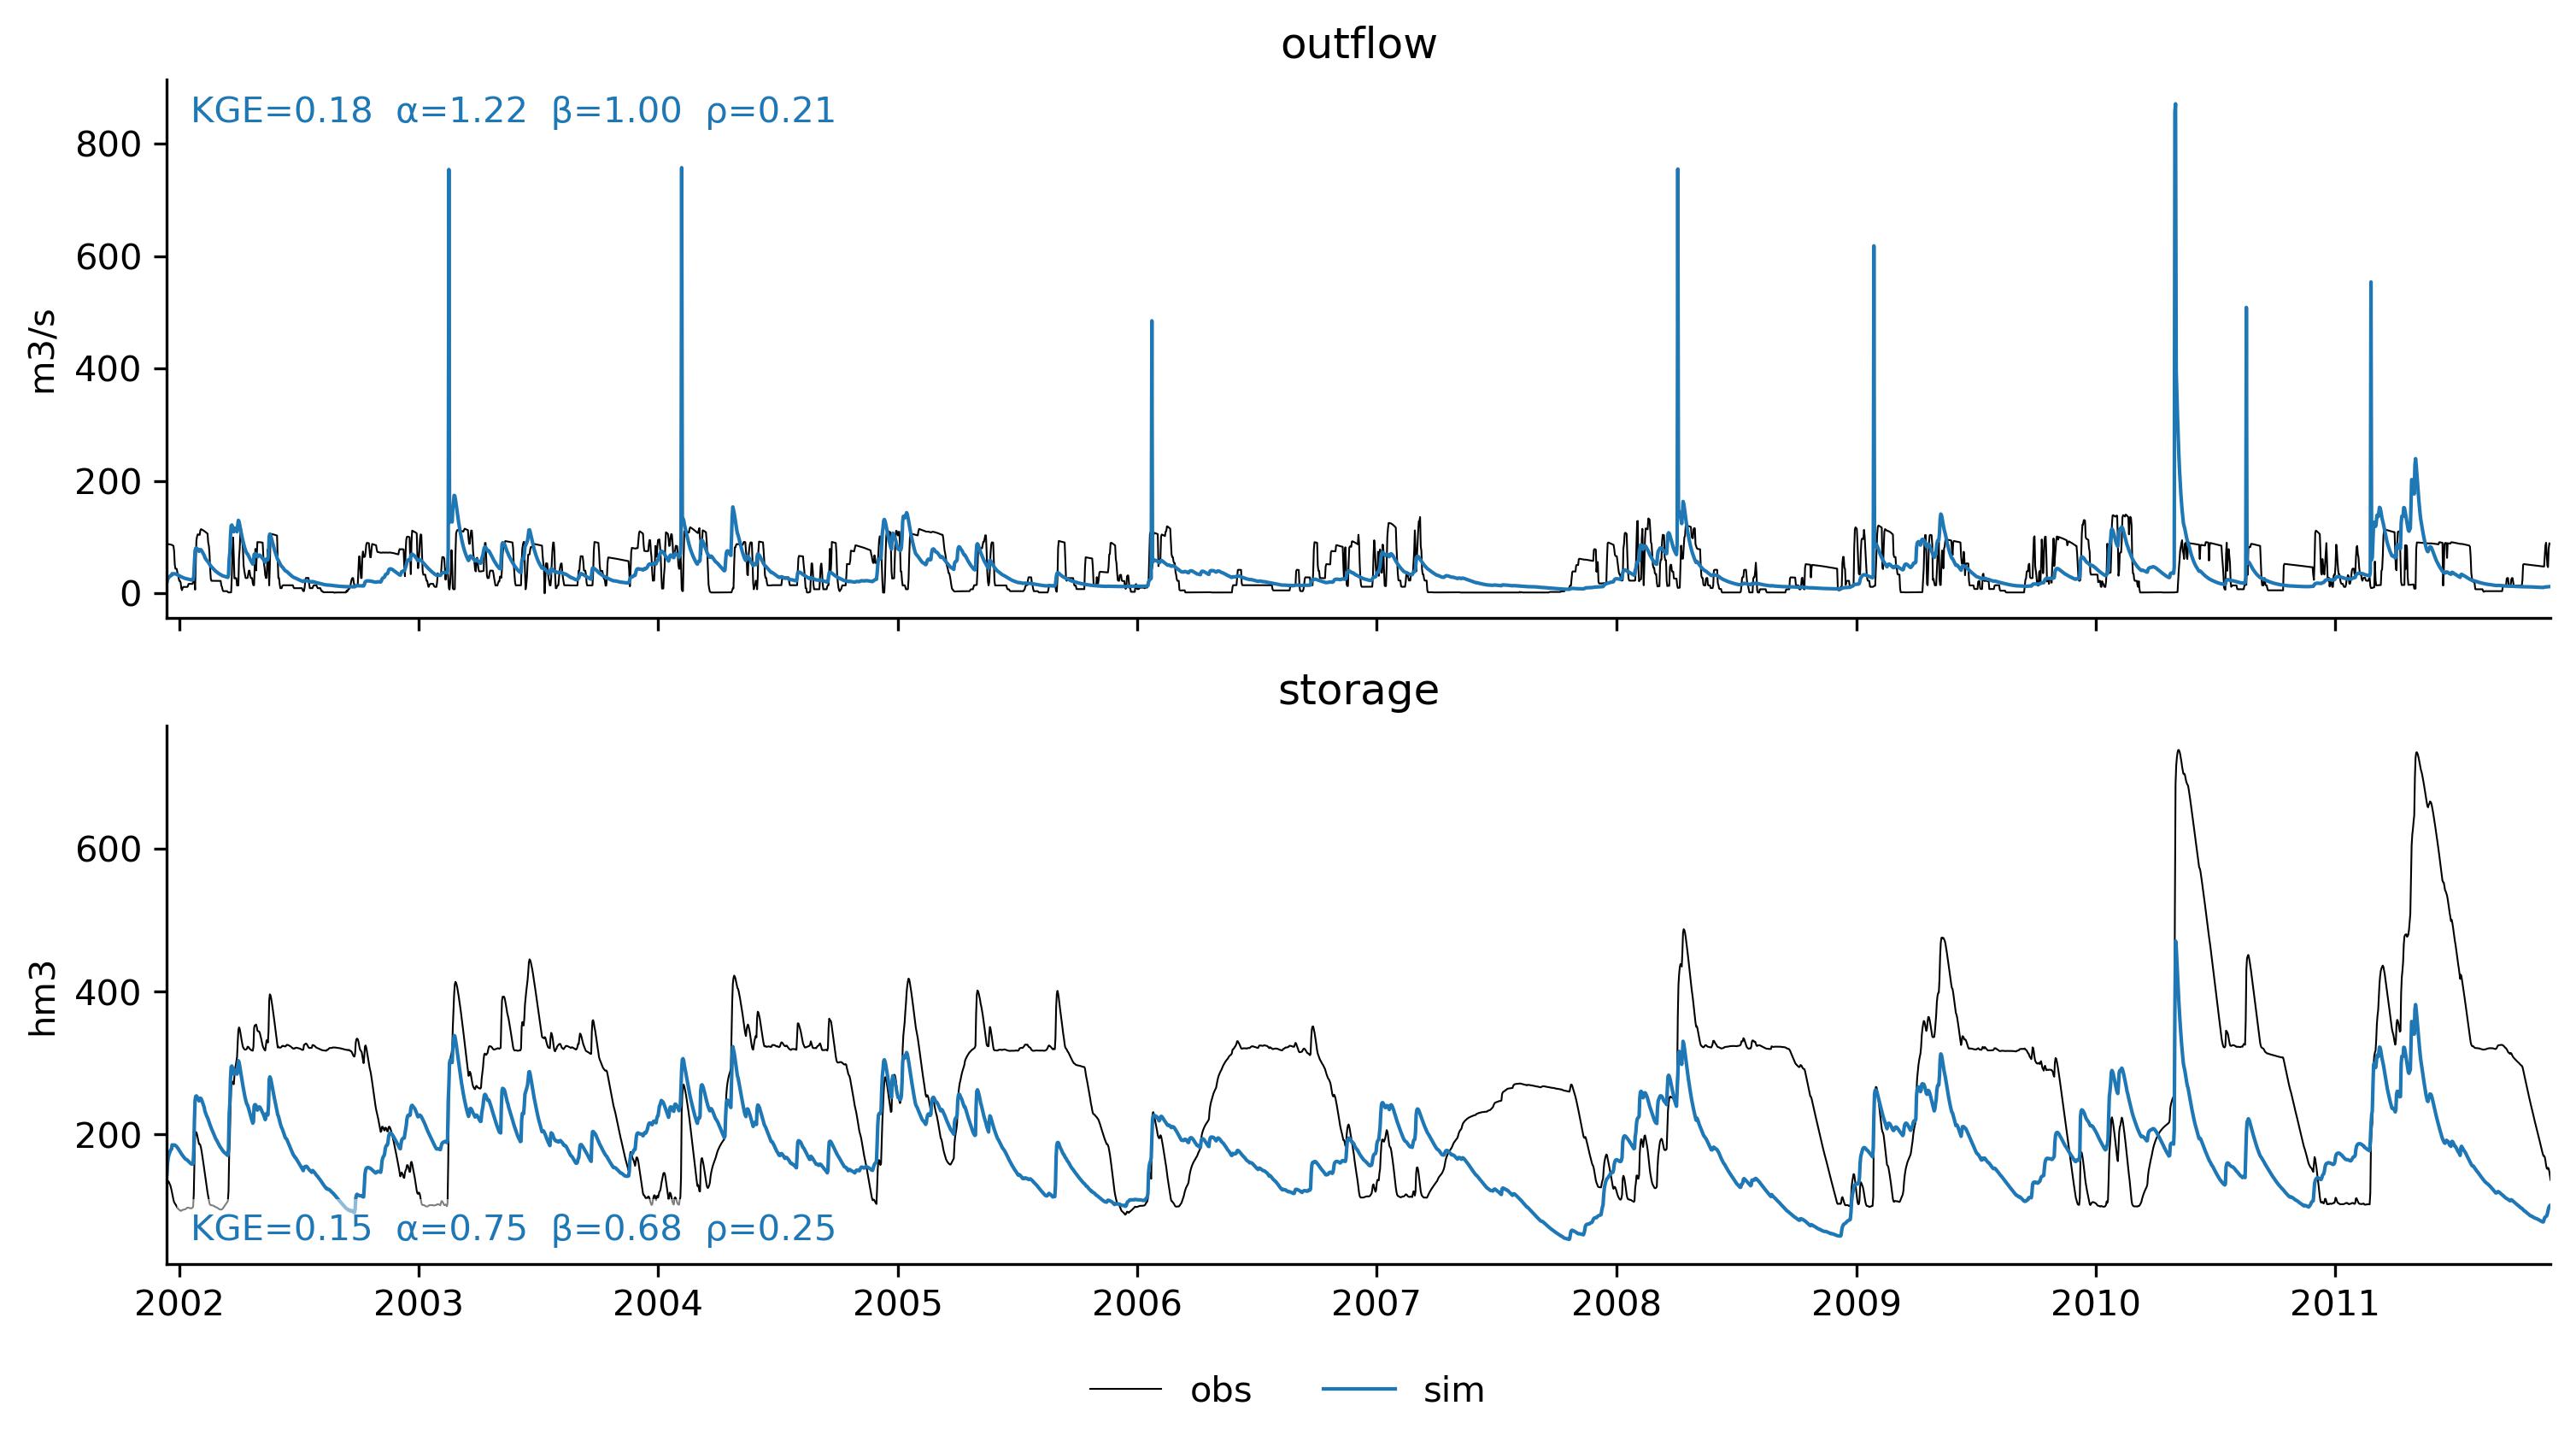 outflow
KGE=0.18 α=1.22 β=1.00 ρ=0.21
800
600
400
200
0
m3/s
storage
600
400
200
hm3
KGE=0.15 α=0.75 β=0.68 ρ=0.25
2002 2003 2004 2005 2006 2007 2008 2009 2010 2011
obs sim